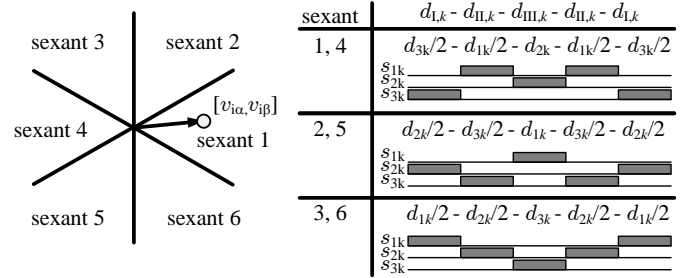 sexant 3
sexant 2
sexant 4
[v_iα,v_iβ]
sexant 1
sexant 5
sexant 6
sexant d_I,k - d_II,k - d_III,k - d_II,k - d_I,k
1, 4 d_3k/2 - d_1k/2 - d_2k - d_1k/2 - d_3k/2
s_1k
s_2k
s_3k
2, 5 d_2k/2 - d_3k/2 - d_1k - d_3k/2 - d_2k/2
s_1k
s_2k
s_3k
3, 6 d_1k/2 - d_2k/2 - d_3k - d_2k/2 - d_1k/2
s_1k
s_2k
s_3k